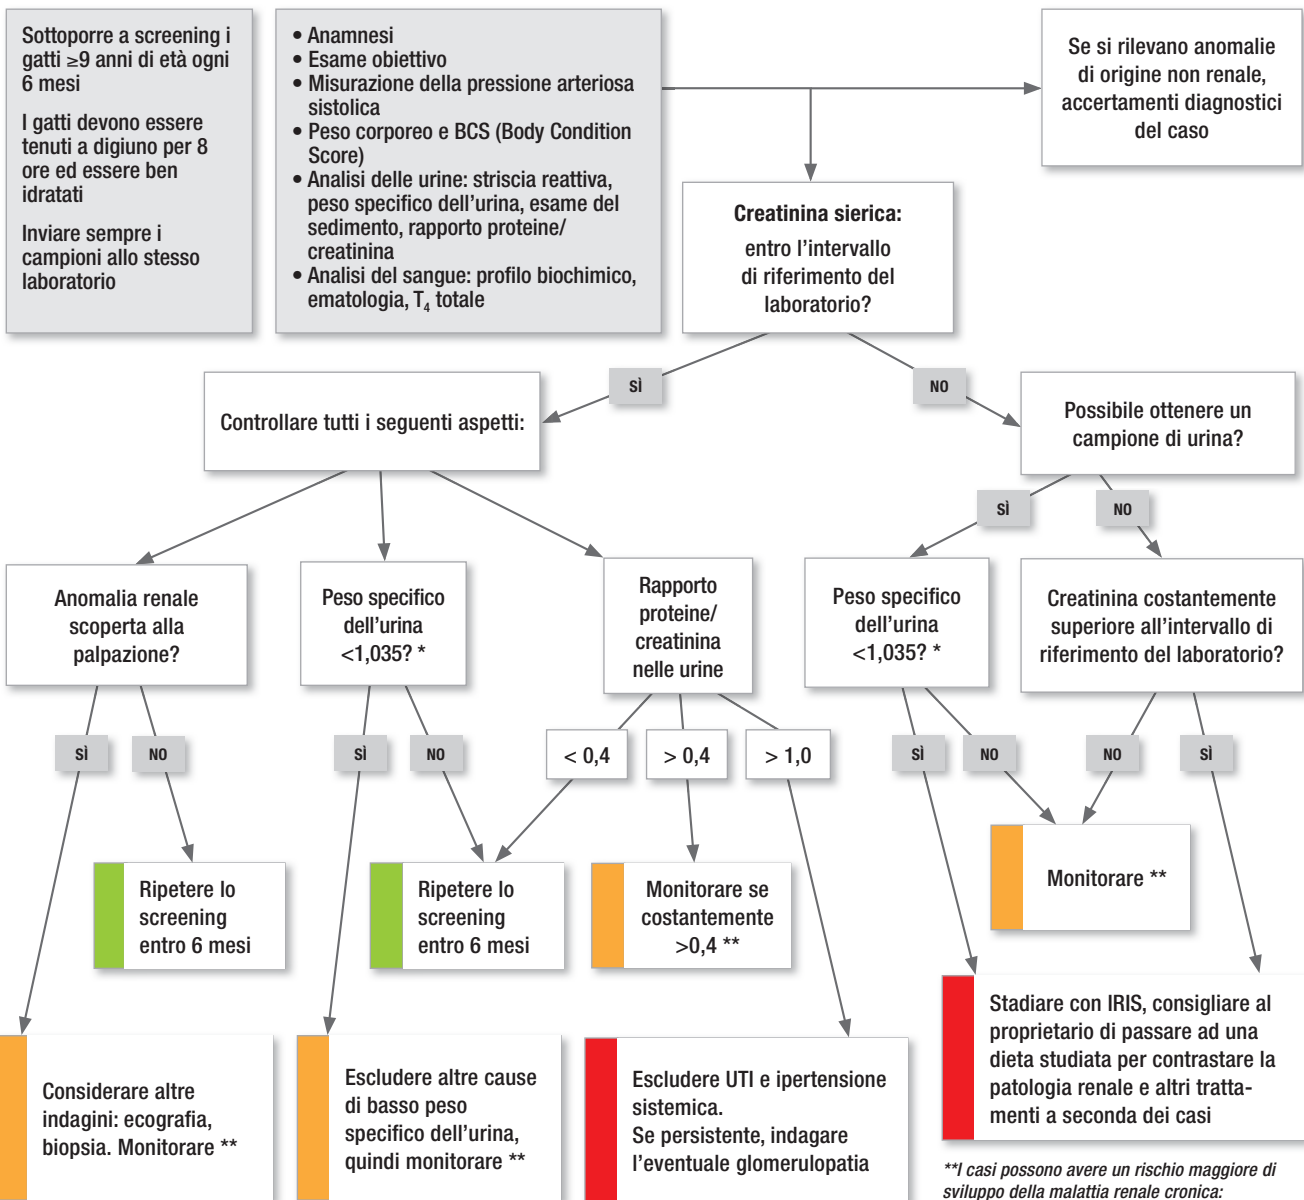 Sottoporre a screening i
gatti ≥9 anni di età ogni
6 mesi
I gatti devono essere
tenuti a digiuno per 8
ore ed essere ben
idratati
Inviare sempre i
campioni allo stesso
laboratorio
• Anamnesi
• Esame obiettivo
• Misurazione della pressione arteriosa
sistolica
• Peso corporeo e BCS (Body Condition
Score)
• Analisi delle urine: striscia reattiva,
peso specifico dell'urina, esame del
sedimento, rapporto proteine/
creatinina
• Analisi del sangue: profilo biochimico,
ematologia, T4 totale
Se si rilevano anomalie
di origine non renale,
accertamenti diagnostici
del caso
Creatinina sierica:
entro l'intervallo
di riferimento del
laboratorio?
SÌ
NO
Controllare tutti i seguenti aspetti:
Possibile ottenere un
campione di urina?
SÌ
NO
Anomalia renale
scoperta alla
palpazione?
Peso specifico
dell'urina
<1,035? *
Rapporto
proteine/
creatinina
nelle urine
Peso specifico
dell'urina
<1,035? *
Creatinina costantemente
superiore all'intervallo di
riferimento del laboratorio?
SÌ
NO
SÌ
NO
< 0,4
> 0,4
> 1,0
SÌ
NO
NO
SÌ
Ripetere lo
screening
entro 6 mesi
Ripetere lo
screening
entro 6 mesi
Monitorare se
costantemente
>0,4 **
Monitorare **
Considerare altre
indagini: ecografia,
biopsia. Monitorare **
Escludere altre cause
di basso peso
specifico dell'urina,
quindi monitorare **
Escludere UTI e ipertensione
sistemica.
Se persistente, indagare
l'eventuale glomerulopatia
Stadiare con IRIS, consigliare al
proprietario di passare ad una
dieta studiata per contrastare la
patologia renale e altri tratta-
menti a seconda dei casi
**I casi possono avere un rischio maggiore di
sviluppo della malattia renale cronica: